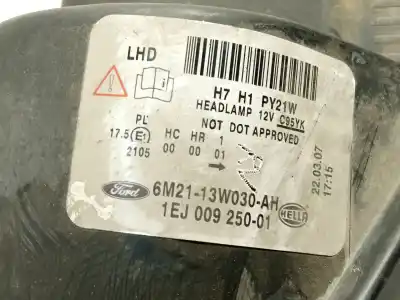 LHD
H7 H1 PY21W
HEADLAMP 12V C95YK
NOT DOT APPROVED
PL HC HR 1
17.5 E1 00 00 01
2105
22.03.07
17:15
Ford 6M21-13W030-AH
1EJ 009 250-01 HELLA